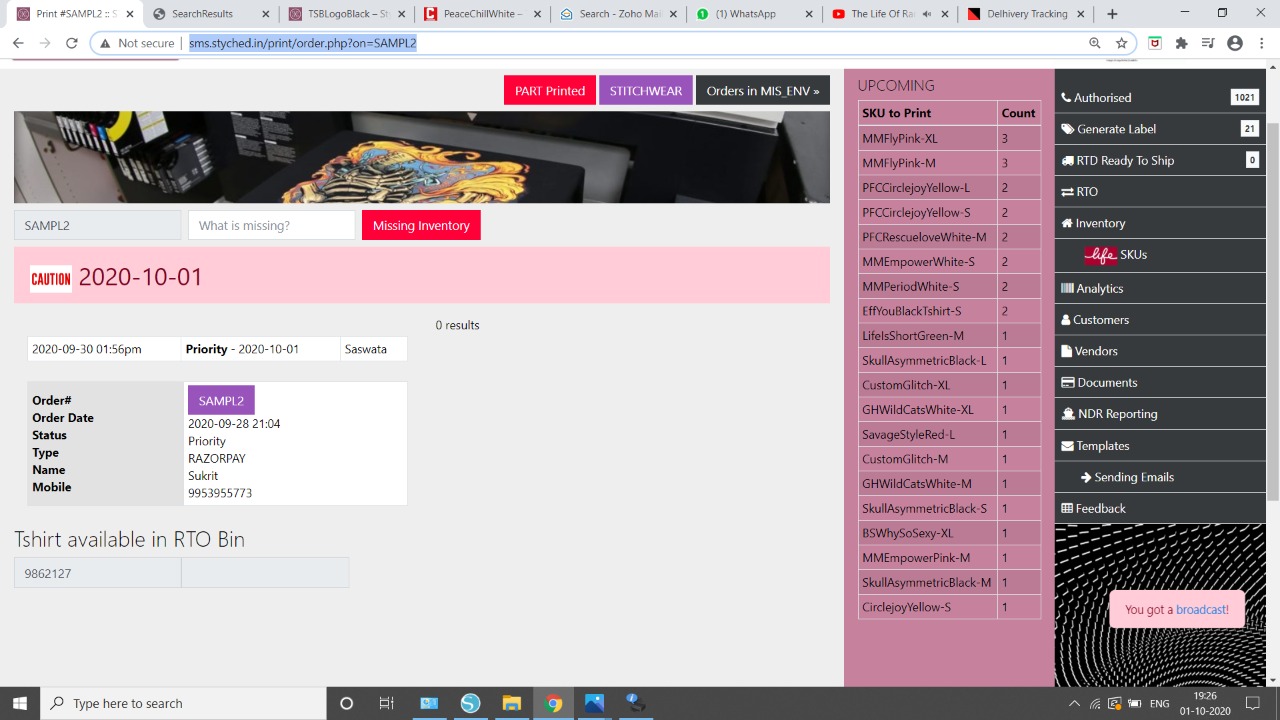 Print #SAMPL2 :: S
SearchResults
TSBLogoBlack – St
PeaceChillWhite –
Search - Zoho Mai
(1) WhatsApp
The Life Of Ra
Delhivery Tracking
Not secure | sms.styched.in/print/order.php?on=SAMPL2
PART Printed
STITCHWEAR
Orders in MIS_ENV »
SAMPL2
What is missing?
Missing Inventory
CAUTION 2020-10-01
0 results
2020-09-30 01:56pm
Priority - 2020-10-01
Saswata
Order# SAMPL2
Order Date 2020-09-28 21:04
Status Priority
Type RAZORPAY
Name Sukrit
Mobile 9953955773
Tshirt available in RTO Bin
9862127
UPCOMING
SKU to Print Count
MMFlyPink-XL 3
MMFlyPink-M 3
PFCCirclejoyYellow-L 2
PFCCirclejoyYellow-S 2
PFCRescueloveWhite-M 2
MMEmpowerWhite-S 2
MMPeriodWhite-S 2
EffYouBlackTshirt-S 2
LifeIsShortGreen-M 1
SkullAsymmetricBlack-L 1
CustomGlitch-XL 1
GHWildCatsWhite-XL 1
SavageStyleRed-L 1
CustomGlitch-M 1
GHWildCatsWhite-M 1
SkullAsymmetricBlack-S 1
BSWhySoSexy-XL 1
MMEmpowerPink-M 1
SkullAsymmetricBlack-M 1
CirclejoyYellow-S 1
Authorised 1021
Generate Label 21
RTD Ready To Ship 0
RTO
Inventory
life SKUs
Analytics
Customers
Vendors
Documents
NDR Reporting
Templates
Sending Emails
Feedback
You got a broadcast!
Type here to search
ENG
19:26
01-10-2020